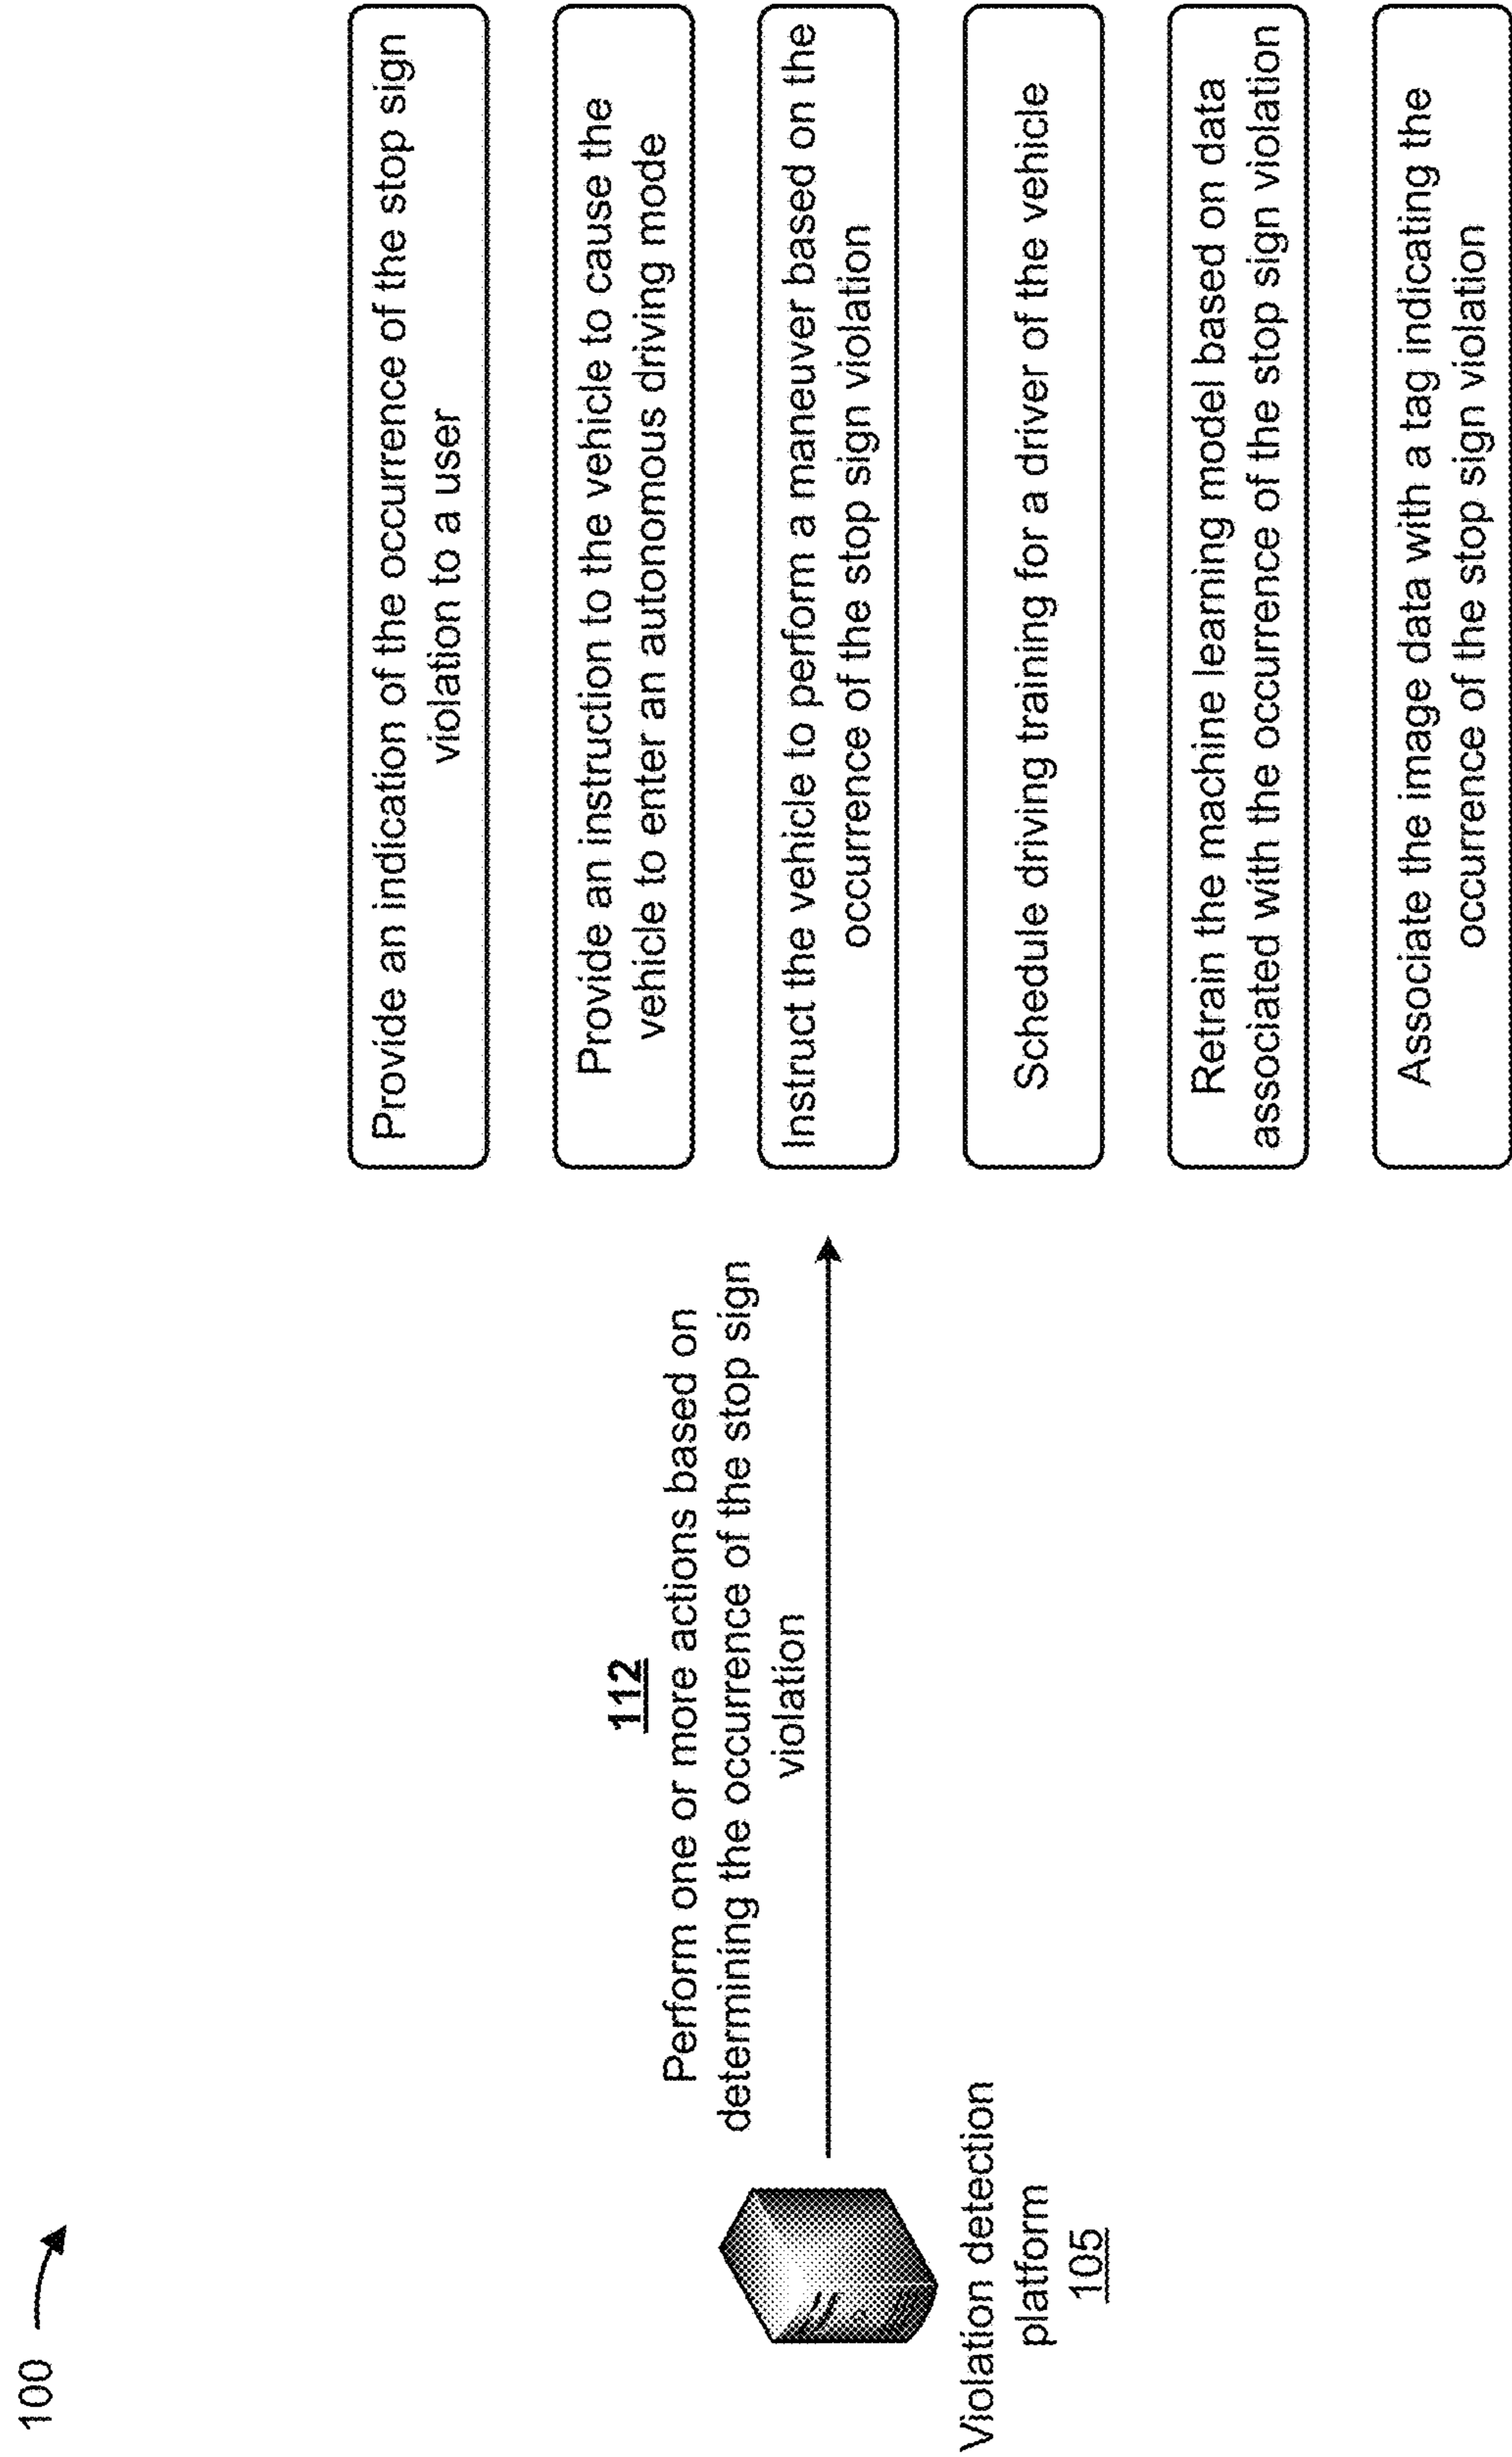 100
112
Perform one or more actions based on
determining the occurrence of the stop sign
violation
Violation detection
platform
105
Provide an indication of the occurrence of the stop sign
violation to a user
Provide an instruction to the vehicle to cause the
vehicle to enter an autonomous driving mode
Instruct the vehicle to perform a maneuver based on the
occurrence of the stop sign violation
Schedule driving training for a driver of the vehicle
Retrain the machine learning model based on data
associated with the occurrence of the stop sign violation
Associate the image data with a tag indicating the
occurrence of the stop sign violation